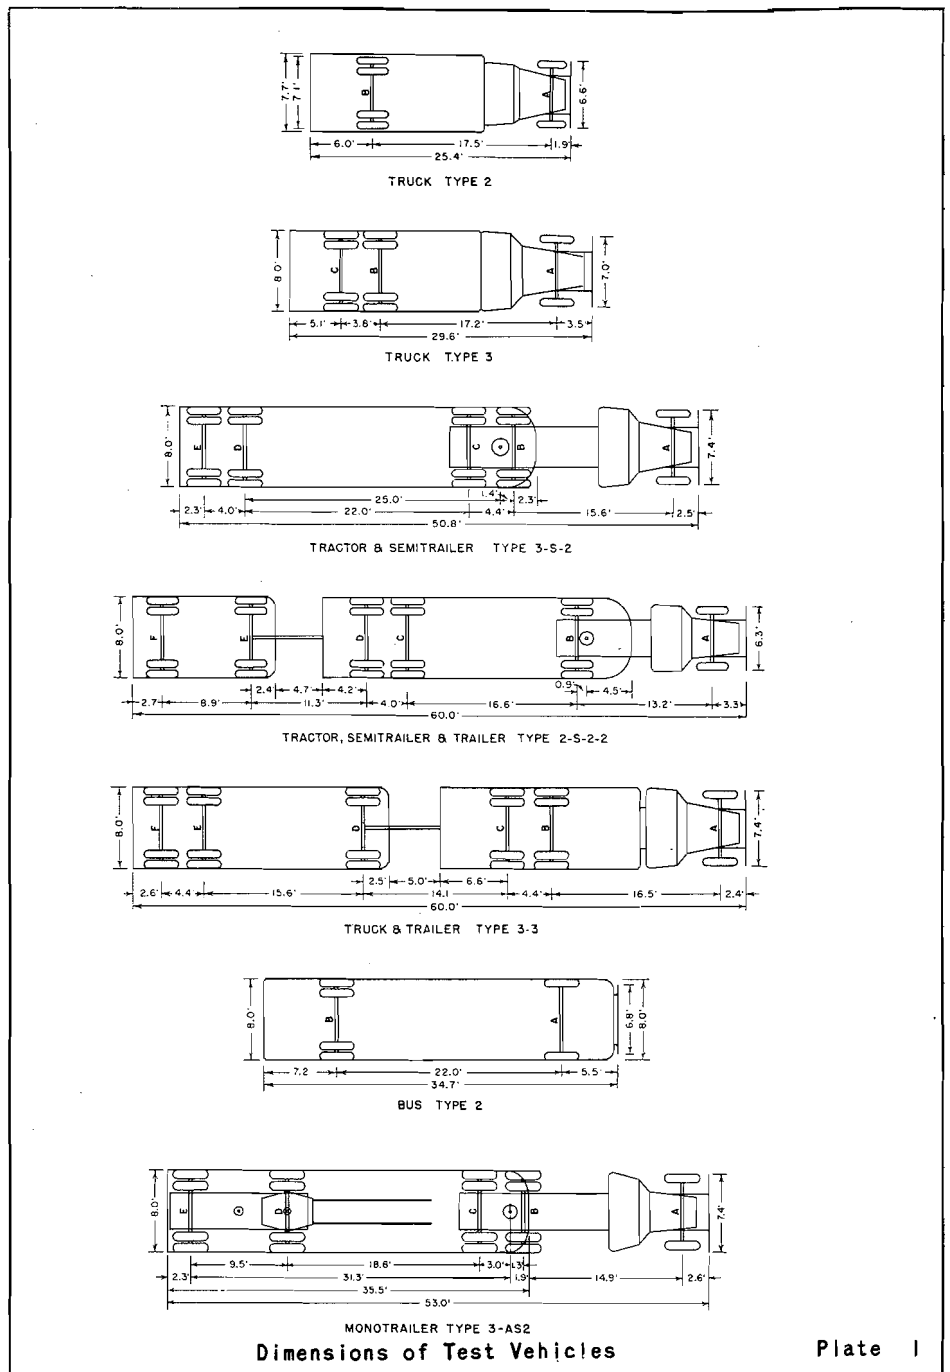 7.7'
7.1'
B
A
6.6'
6.0' 17.5' 1.9'
25.4'
TRUCK TYPE 2
8.0'
C
B
A
7.0'
5.1' 3.8' 17.2' 3.5'
29.6'
TRUCK TYPE 3
8.0'
E
D
C
B
A
7.4'
25.0' 1.4' 2.3'
2.3' 4.0' 22.0' 4.4' 15.6' 2.5'
50.8'
TRACTOR & SEMITRAILER TYPE 3-S-2
8.0'
F
E
D
C
B
A
6.3'
2.4' 4.7' 4.2' 0.9' 4.5'
2.7' 8.9' 11.3' 4.0' 16.6' 13.2' 3.3'
60.0'
TRACTOR, SEMITRAILER & TRAILER TYPE 2-S-2-2
8.0'
F
E
D
C
B
A
7.4'
2.5' 5.0' 6.6'
2.6' 4.4' 15.6' 14.1 4.4' 16.5' 2.4'
60.0'
TRUCK & TRAILER TYPE 3-3
8.0'
B
A
6.8'
8.0'
7.2 22.0' 5.5'
34.7'
BUS TYPE 2
8.0'
E
D
C
B
A
7.4'
9.5' 18.6' 3.0'
2.3' 31.3' 1.9' 14.9' 2.6'
35.5'
53.0'
MONOTRAILER TYPE 3-AS2
Dimensions of Test Vehicles Plate I